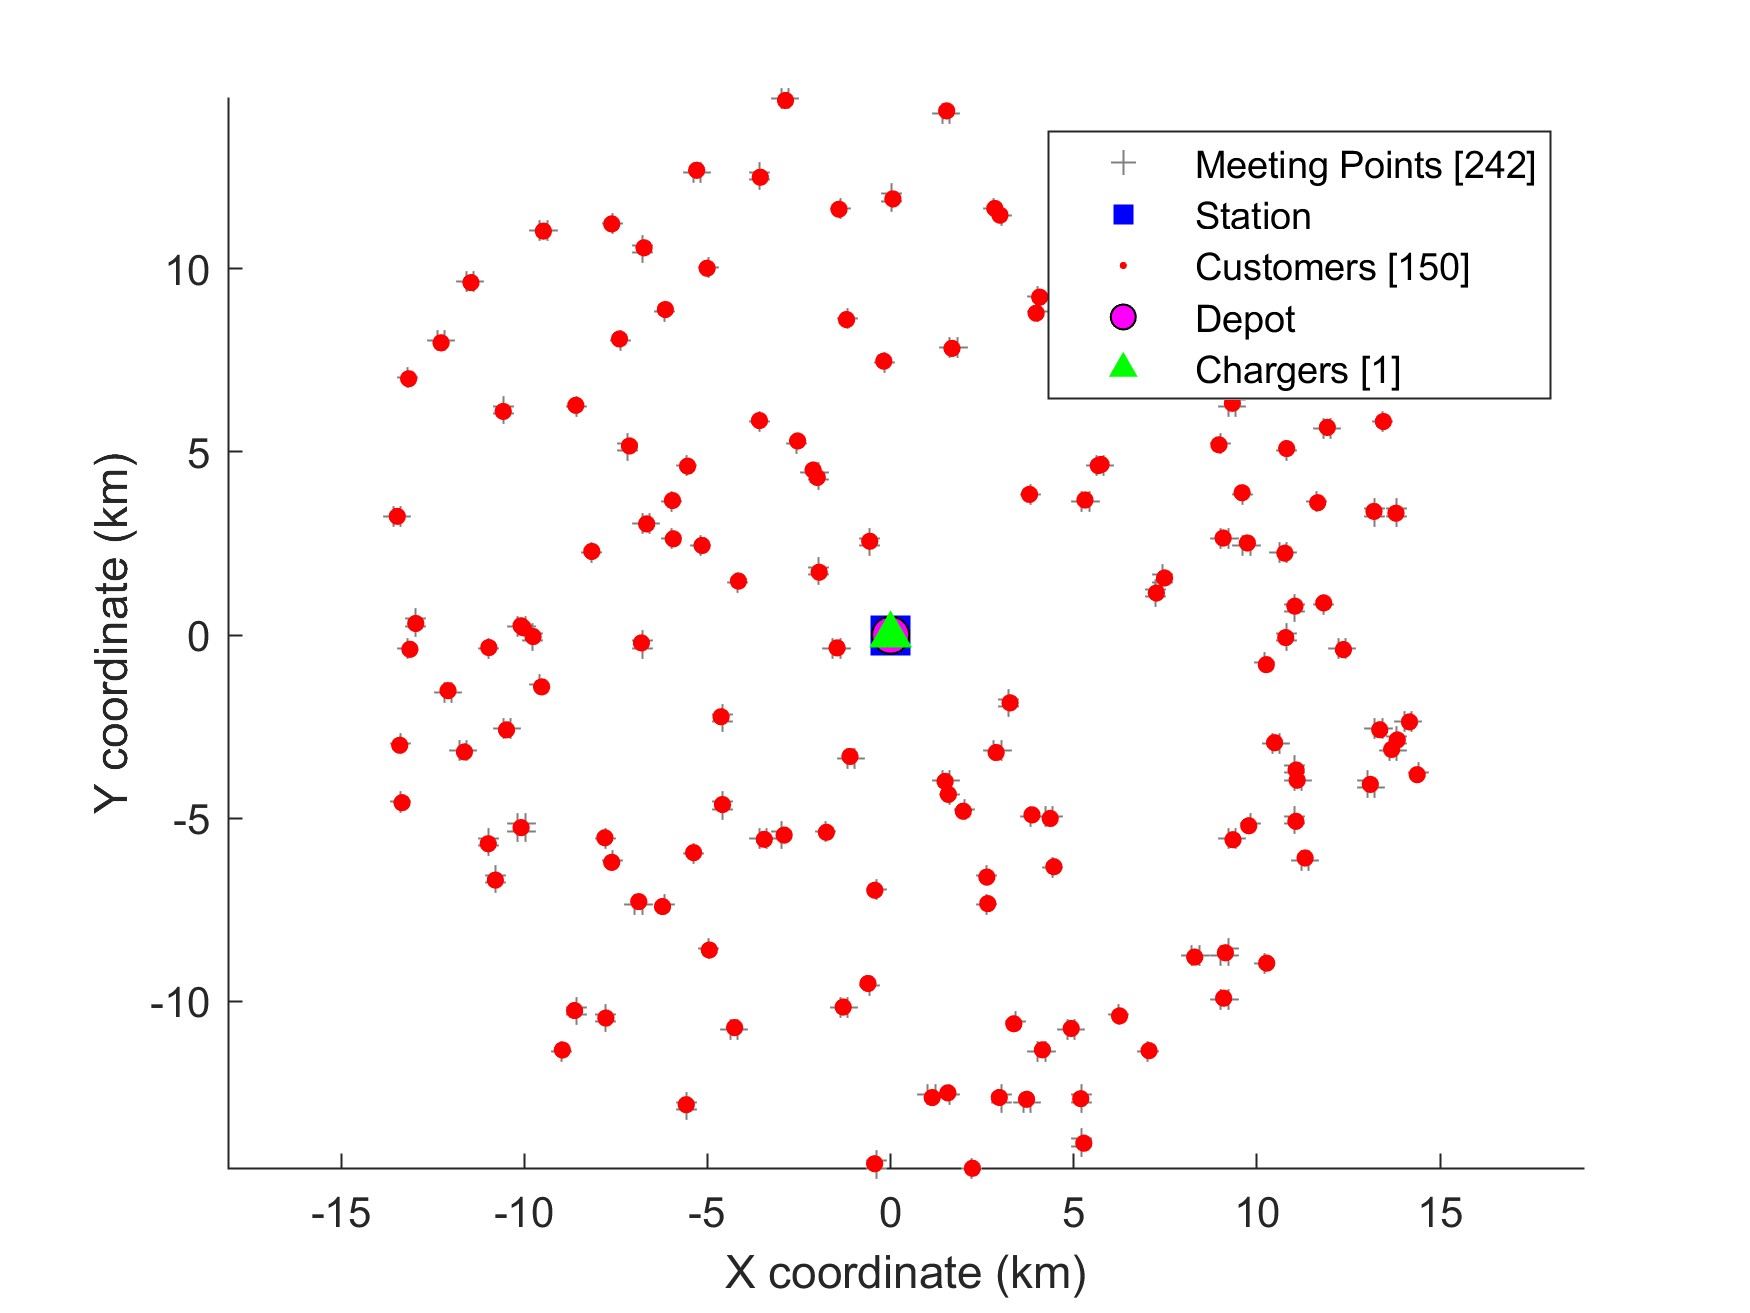 Meeting Points [242]
Station
Customers [150]
Depot
Chargers [1]
10
5
0
-5
-10
Y coordinate (km)
-15 -10 -5 0 5 10 15
X coordinate (km)